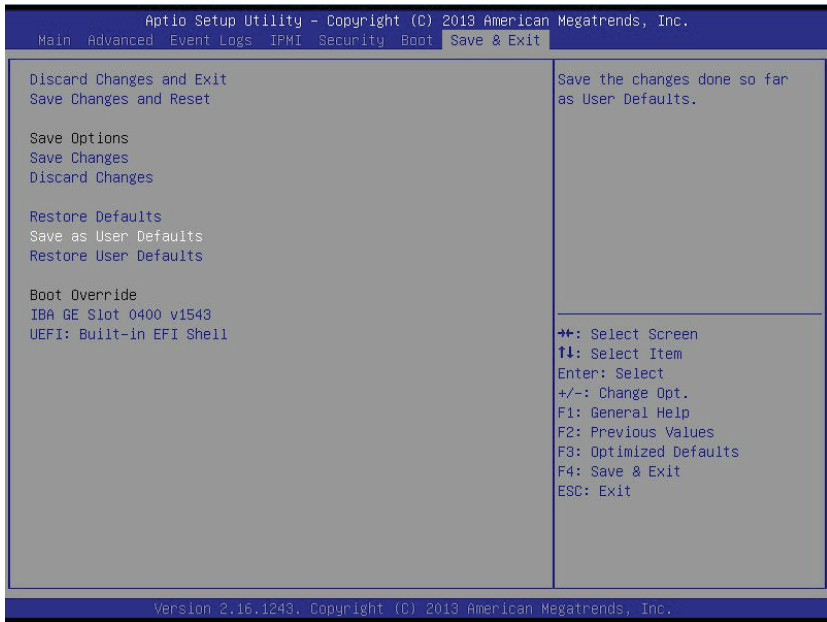 Aptio Setup Utility – Copyright (C) 2013 American Megatrends, Inc.
Main Advanced Event Logs IPMI Security Boot Save & Exit
Discard Changes and Exit
Save Changes and Reset
Save Options
Save Changes
Discard Changes
Restore Defaults
Save as User Defaults
Restore User Defaults
Boot Override
IBA GE Slot 0400 v1543
UEFI: Built-in EFI Shell
Save the changes done so far
as User Defaults.
→←: Select Screen
↑↓: Select Item
Enter: Select
+/-: Change Opt.
F1: General Help
F2: Previous Values
F3: Optimized Defaults
F4: Save & Exit
ESC: Exit
Version 2.16.1243. Copyright (C) 2013 American Megatrends, Inc.